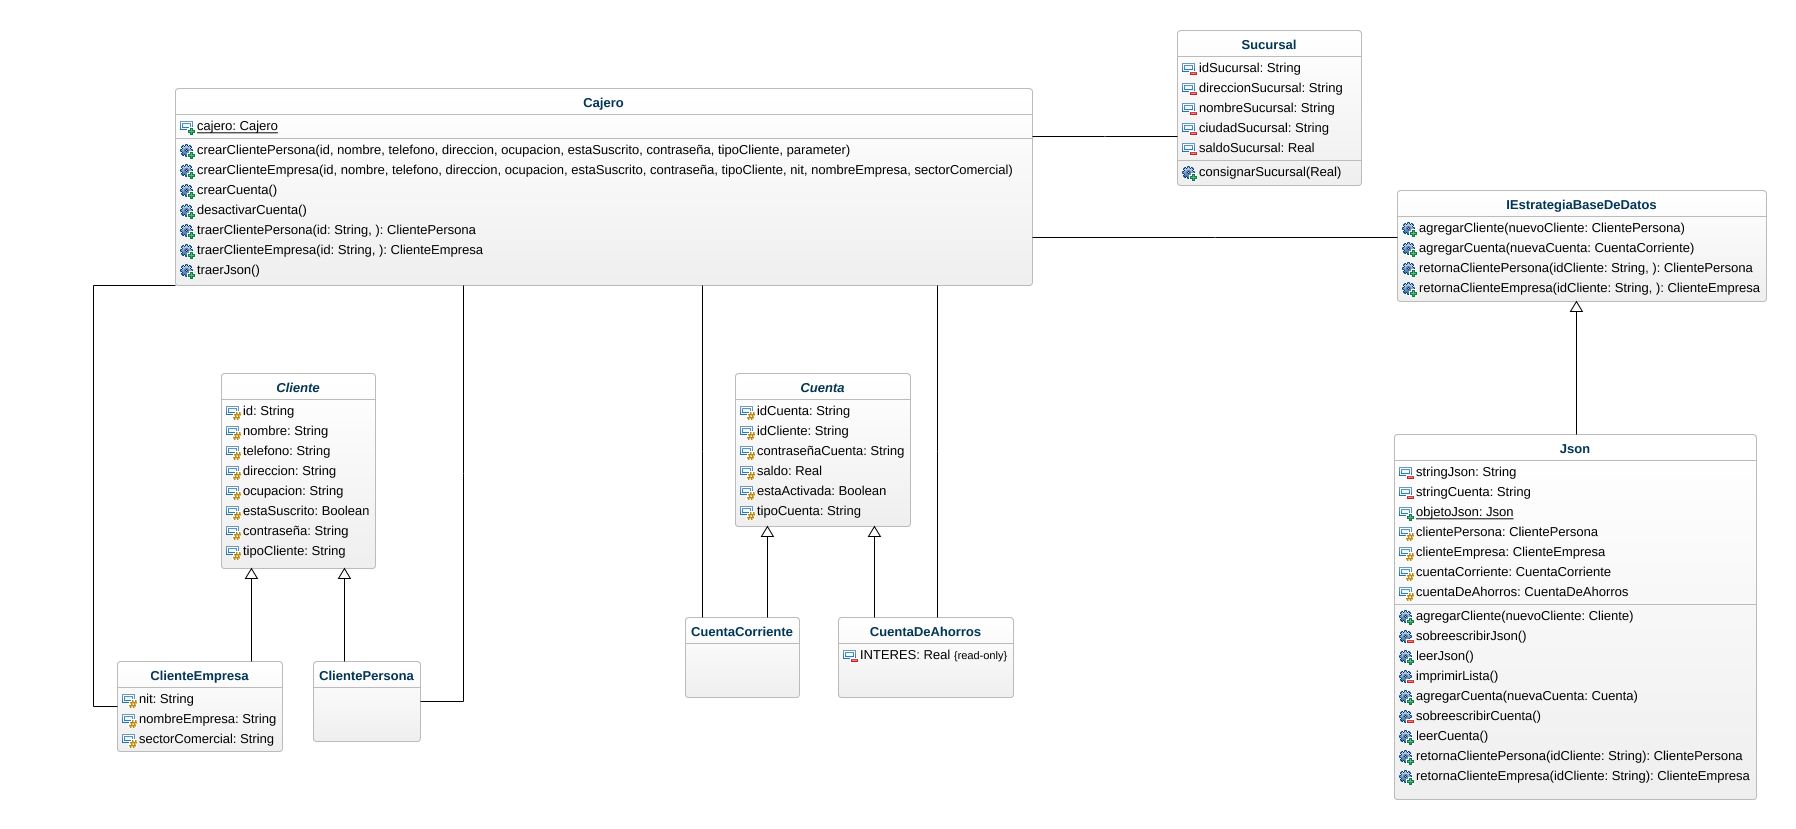 Sucursal
idSucursal: String
direccionSucursal: String
nombreSucursal: String
ciudadSucursal: String
saldoSucursal: Real
consignarSucursal(Real)
Cajero
cajero: Cajero
crearClientePersona(id, nombre, telefono, direccion, ocupacion, estaSuscrito, contraseña, tipoCliente, parameter)
crearClienteEmpresa(id, nombre, telefono, direccion, ocupacion, estaSuscrito, contraseña, tipoCliente, nit, nombreEmpresa, sectorComercial)
crearCuenta()
desactivarCuenta()
traerClientePersona(id: String, ): ClientePersona
traerClienteEmpresa(id: String, ): ClienteEmpresa
traerJson()
IEstrategiaBaseDeDatos
agregarCliente(nuevoCliente: ClientePersona)
agregarCuenta(nuevaCuenta: CuentaCorriente)
retornaClientePersona(idCliente: String, ): ClientePersona
retornaClienteEmpresa(idCliente: String, ): ClienteEmpresa
Cliente
# id: String
# nombre: String
# telefono: String
# direccion: String
# ocupacion: String
# estaSuscrito: Boolean
# contraseña: String
# tipoCliente: String
Cuenta
# idCuenta: String
# idCliente: String
# contraseñaCuenta: String
# saldo: Real
# estaActivada: Boolean
# tipoCuenta: String
Json
stringJson: String
stringCuenta: String
objetoJson: Json
# clientePersona: ClientePersona
# clienteEmpresa: ClienteEmpresa
# cuentaCorriente: CuentaCorriente
# cuentaDeAhorros: CuentaDeAhorros
agregarCliente(nuevoCliente: Cliente)
sobreescribirJson()
leerJson()
imprimirLista()
agregarCuenta(nuevaCuenta: Cuenta)
sobreescribirCuenta()
leerCuenta()
retornaClientePersona(idCliente: String): ClientePersona
retornaClienteEmpresa(idCliente: String): ClienteEmpresa
CuentaCorriente
CuentaDeAhorros
INTERES: Real {read-only}
ClienteEmpresa
# nit: String
# nombreEmpresa: String
# sectorComercial: String
ClientePersona